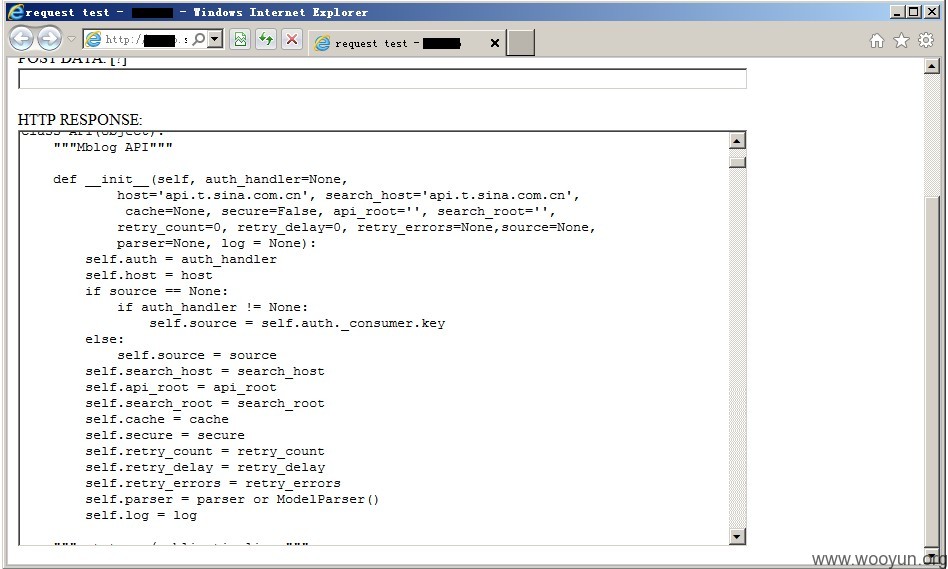 request test - - Windows Internet Explorer
http:// .s
request test -
POST DATA: [?]
HTTP RESPONSE:
class API(object):
"""Mblog API"""
def __init__(self, auth_handler=None,
host='api.t.sina.com.cn', search_host='api.t.sina.com.cn',
cache=None, secure=False, api_root='', search_root='',
retry_count=0, retry_delay=0, retry_errors=None,source=None,
parser=None, log = None):
self.auth = auth_handler
self.host = host
if source == None:
if auth_handler != None:
self.source = self.auth._consumer.key
else:
self.source = source
self.search_host = search_host
self.api_root = api_root
self.search_root = search_root
self.cache = cache
self.secure = secure
self.retry_count = retry_count
self.retry_delay = retry_delay
self.retry_errors = retry_errors
self.parser = parser or ModelParser()
self.log = log
www.wooyun.org